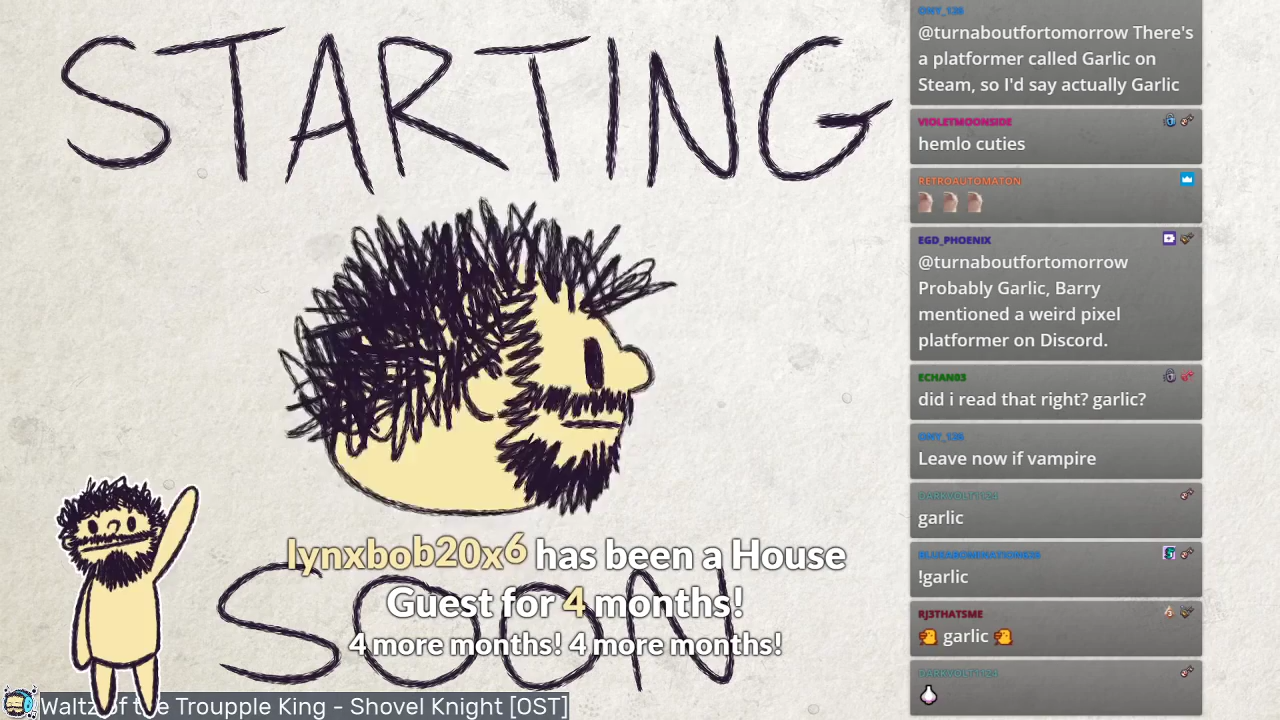 STARTING
SOON
lynxbob20x6 has been a House
Guest for 4 months!
4 more months! 4 more months!
Waltz of the Troupple King - Shovel Knight [OST]
ONY_138
@turnaboutfortomorrow There's
a platformer called Garlic on
Steam, so I'd say actually Garlic
VIOLETMOONSIDE
hemlo cuties
RETROAUTOMATON
EGD_PHOENIX
@turnaboutfortomorrow
Probably Garlic, Barry
mentioned a weird pixel
platformer on Discord.
ECHAN03
did i read that right? garlic?
Leave now if vampire
garlic
!garlic
RJ3THATSME
garlic